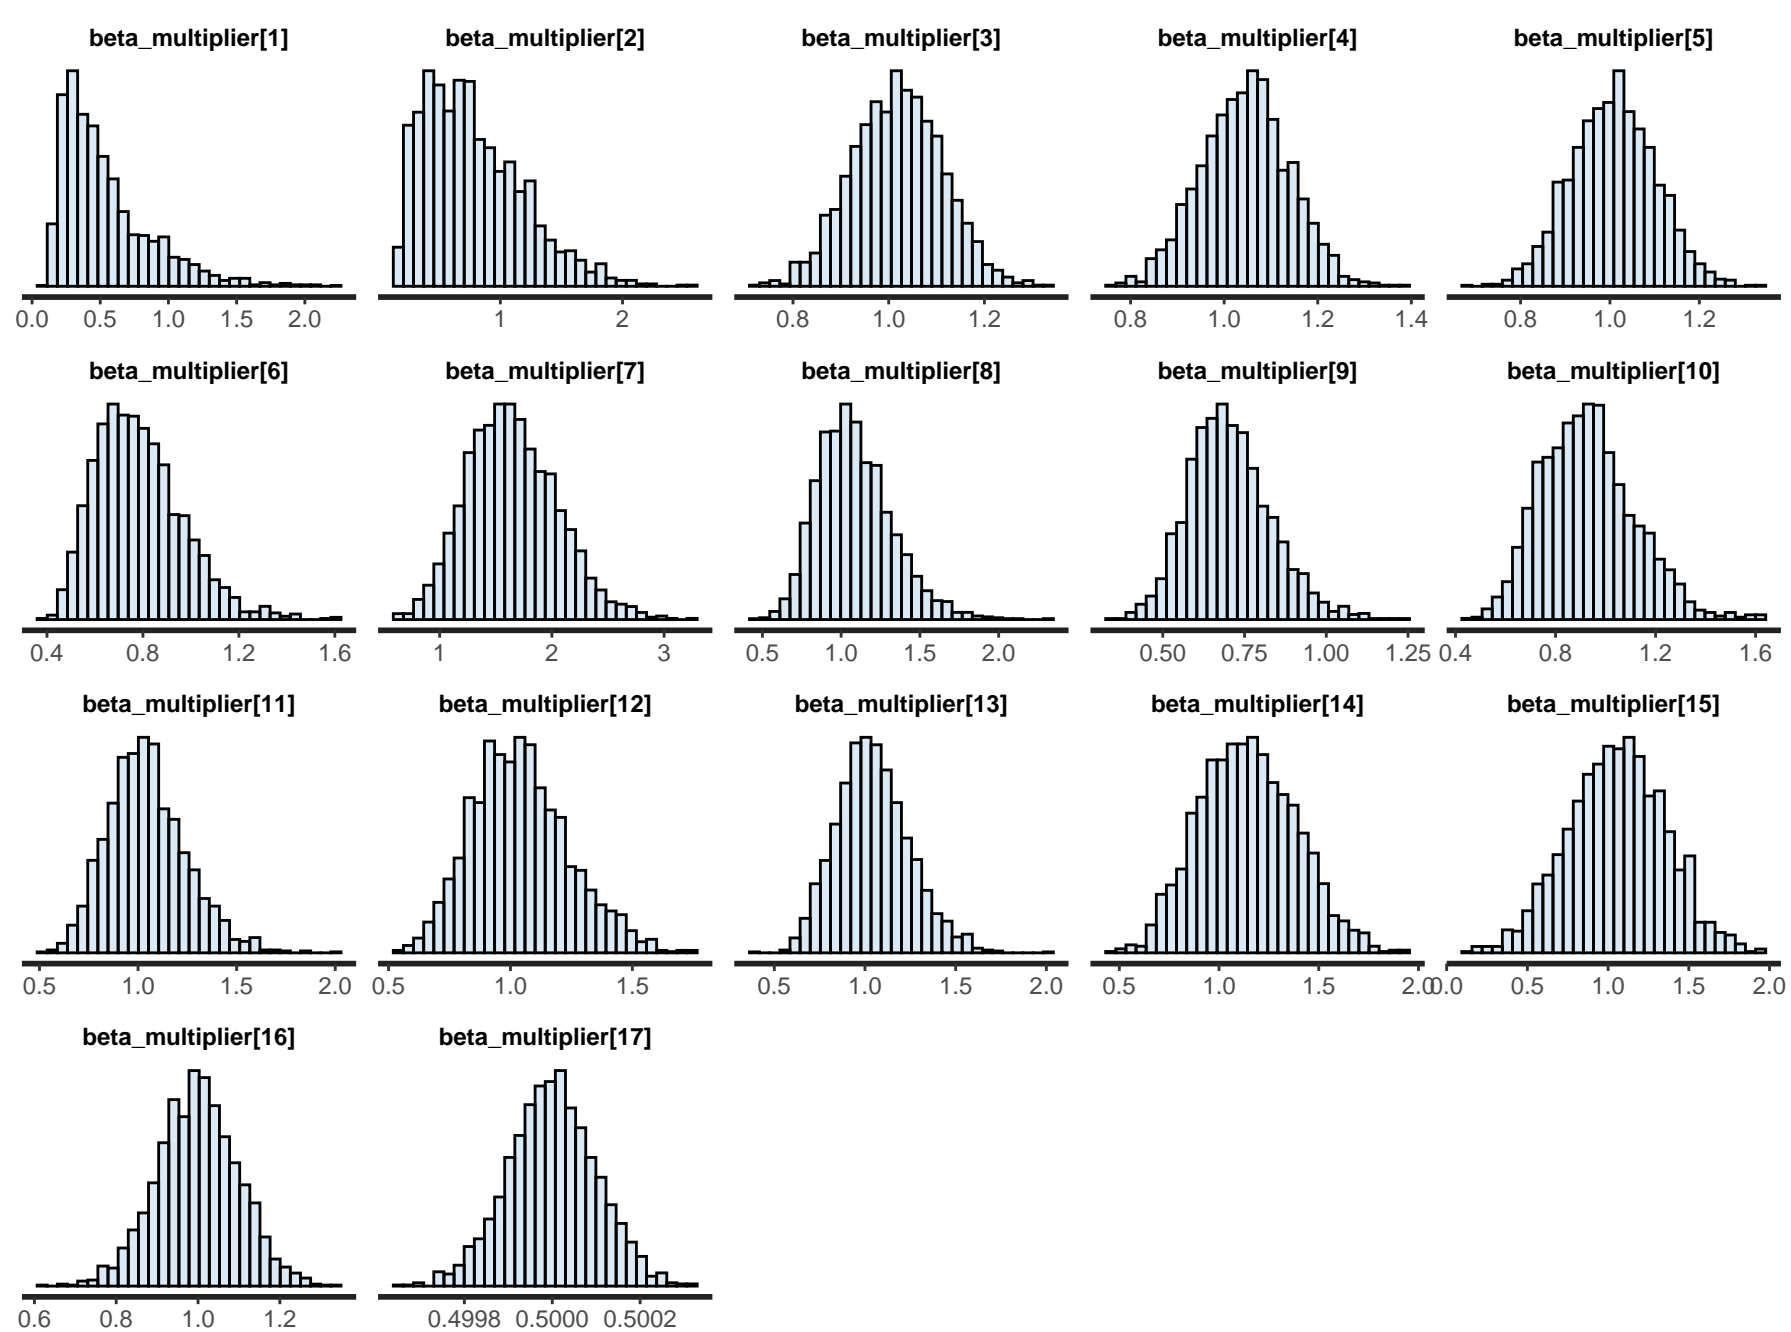 beta_multiplier[1] beta_multiplier[2] beta_multiplier[3] beta_multiplier[4] beta_multiplier[5]
0.0 0.5 1.0 1.5 2.0 1 2 0.8 1.0 1.2 0.8 1.0 1.2 1.4 0.8 1.0 1.2
beta_multiplier[6] beta_multiplier[7] beta_multiplier[8] beta_multiplier[9] beta_multiplier[10]
0.4 0.8 1.2 1.6 1 2 3 0.5 1.0 1.5 2.0 0.50 0.75 1.00 1.25 0.4 0.8 1.2 1.6
beta_multiplier[11] beta_multiplier[12] beta_multiplier[13] beta_multiplier[14] beta_multiplier[15]
0.5 1.0 1.5 2.0 0.5 1.0 1.5 0.5 1.0 1.5 2.0 0.5 1.0 1.5 2.0 0.0 0.5 1.0 1.5 2.0
beta_multiplier[16] beta_multiplier[17]
0.6 0.8 1.0 1.2 0.4998 0.5000 0.5002